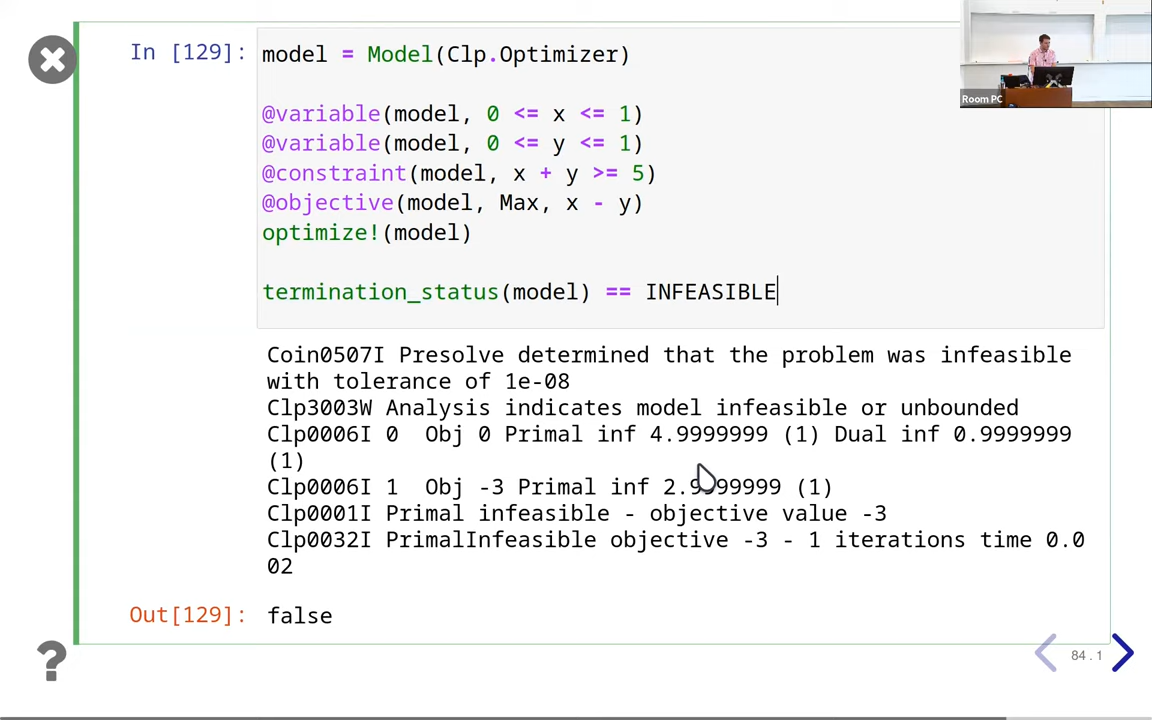 In [129]: model = Model(Clp.Optimizer)
@variable(model, 0 <= x <= 1)
@variable(model, 0 <= y <= 1)
@constraint(model, x + y >= 5)
@objective(model, Max, x - y)
optimize!(model)
termination_status(model) == INFEASIBLE
Coin0507I Presolve determined that the problem was infeasible
with tolerance of 1e-08
Clp3003W Analysis indicates model infeasible or unbounded
Clp0006I 0  Obj 0 Primal inf 4.9999999 (1) Dual inf 0.9999999
(1)
Clp0006I 1  Obj -3 Primal inf 2.9999999 (1)
Clp0001I Primal infeasible - objective value -3
Clp0032I PrimalInfeasible objective -3 - 1 iterations time 0.0
02
Out[129]: false
Room PC
84.1